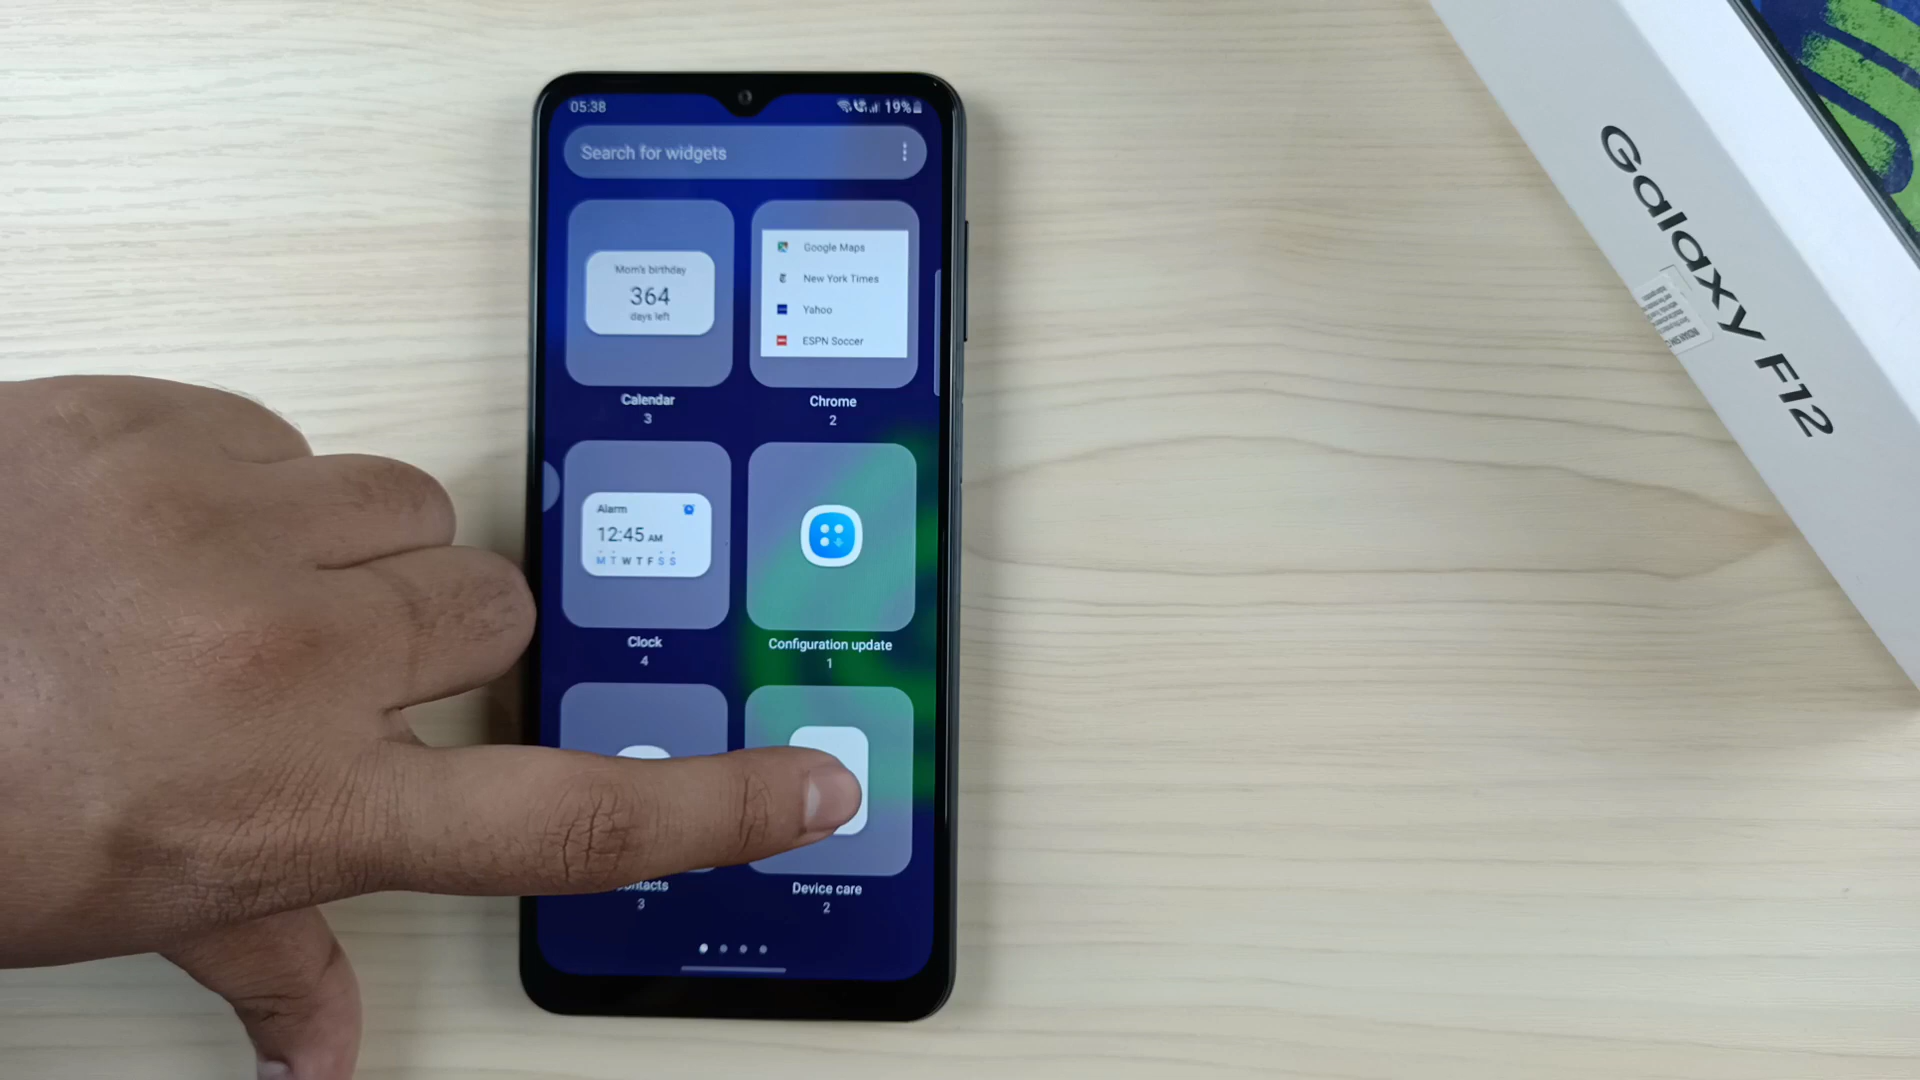 05:38
19%
Search for widgets
Mom's birthday
364
days left
Calendar
3
Google Maps
New York Times
Yahoo
ESPN Soccer
Chrome
2
Alarm
12:45 AM
M T W T F S S
Clock
4
Configuration update
1
3
Device care
2
Galaxy F12